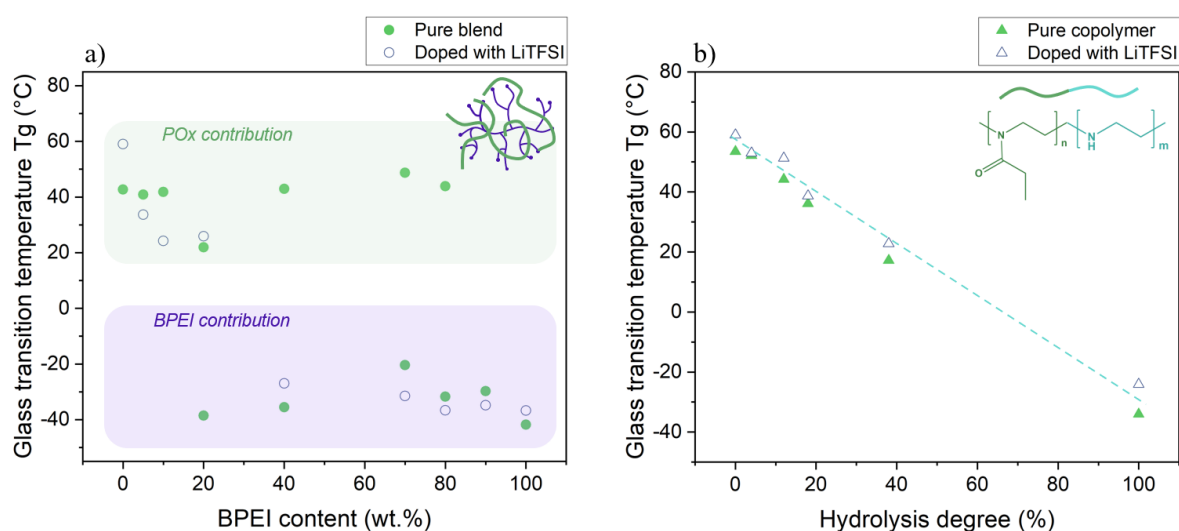 a)
Pure blend
Doped with LiTFSI
Glass transition temperature Tg (°C)
80
60
40
20
0
-20
-40
POx contribution
BPEI contribution
0
20
40
60
80
100
BPEI content (wt.%)
b)
Pure copolymer
Doped with LiTFSI
Glass transition temperature Tg (°C)
80
60
40
20
0
-20
-40
N
n
N
H
m
O
0
20
40
60
80
100
Hydrolysis degree (%)